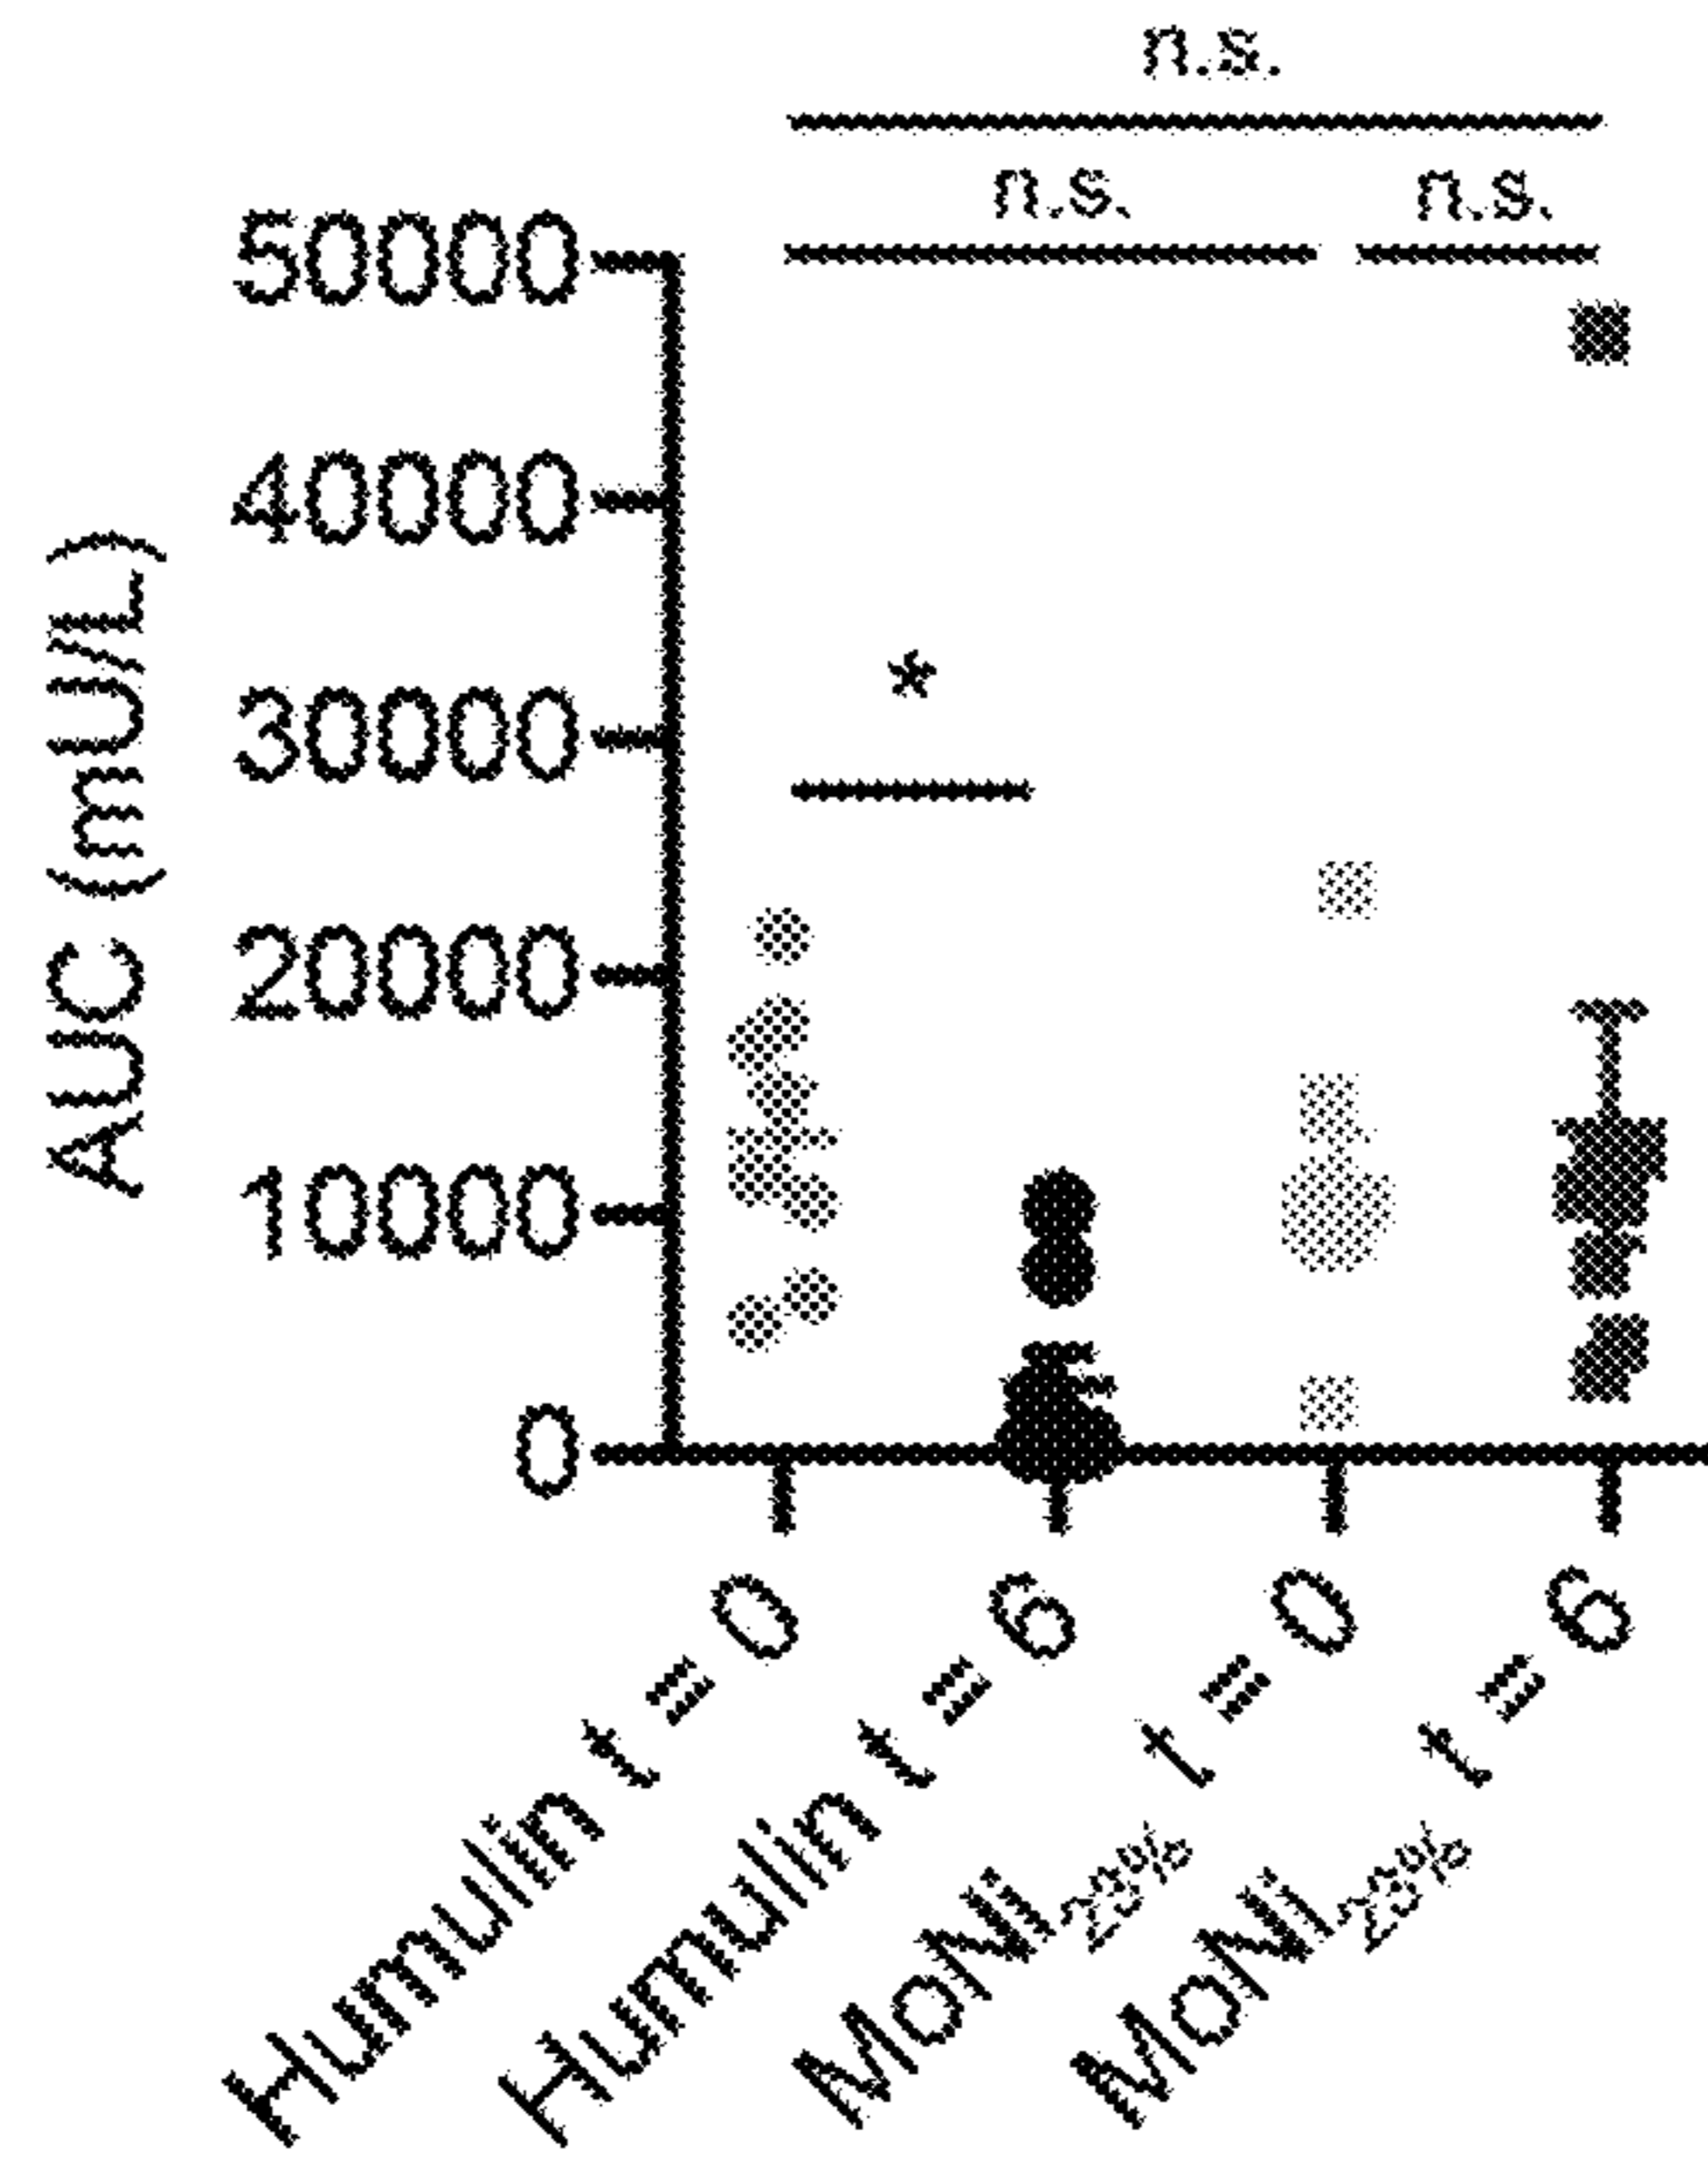 n.s.
n.s. n.s.
50000
40000
30000
20000
10000
0
AUC (mU/L)
*
Humulin t = 0
Humulin t = 6
MoNi23% t = 0
MoNi23% t = 6